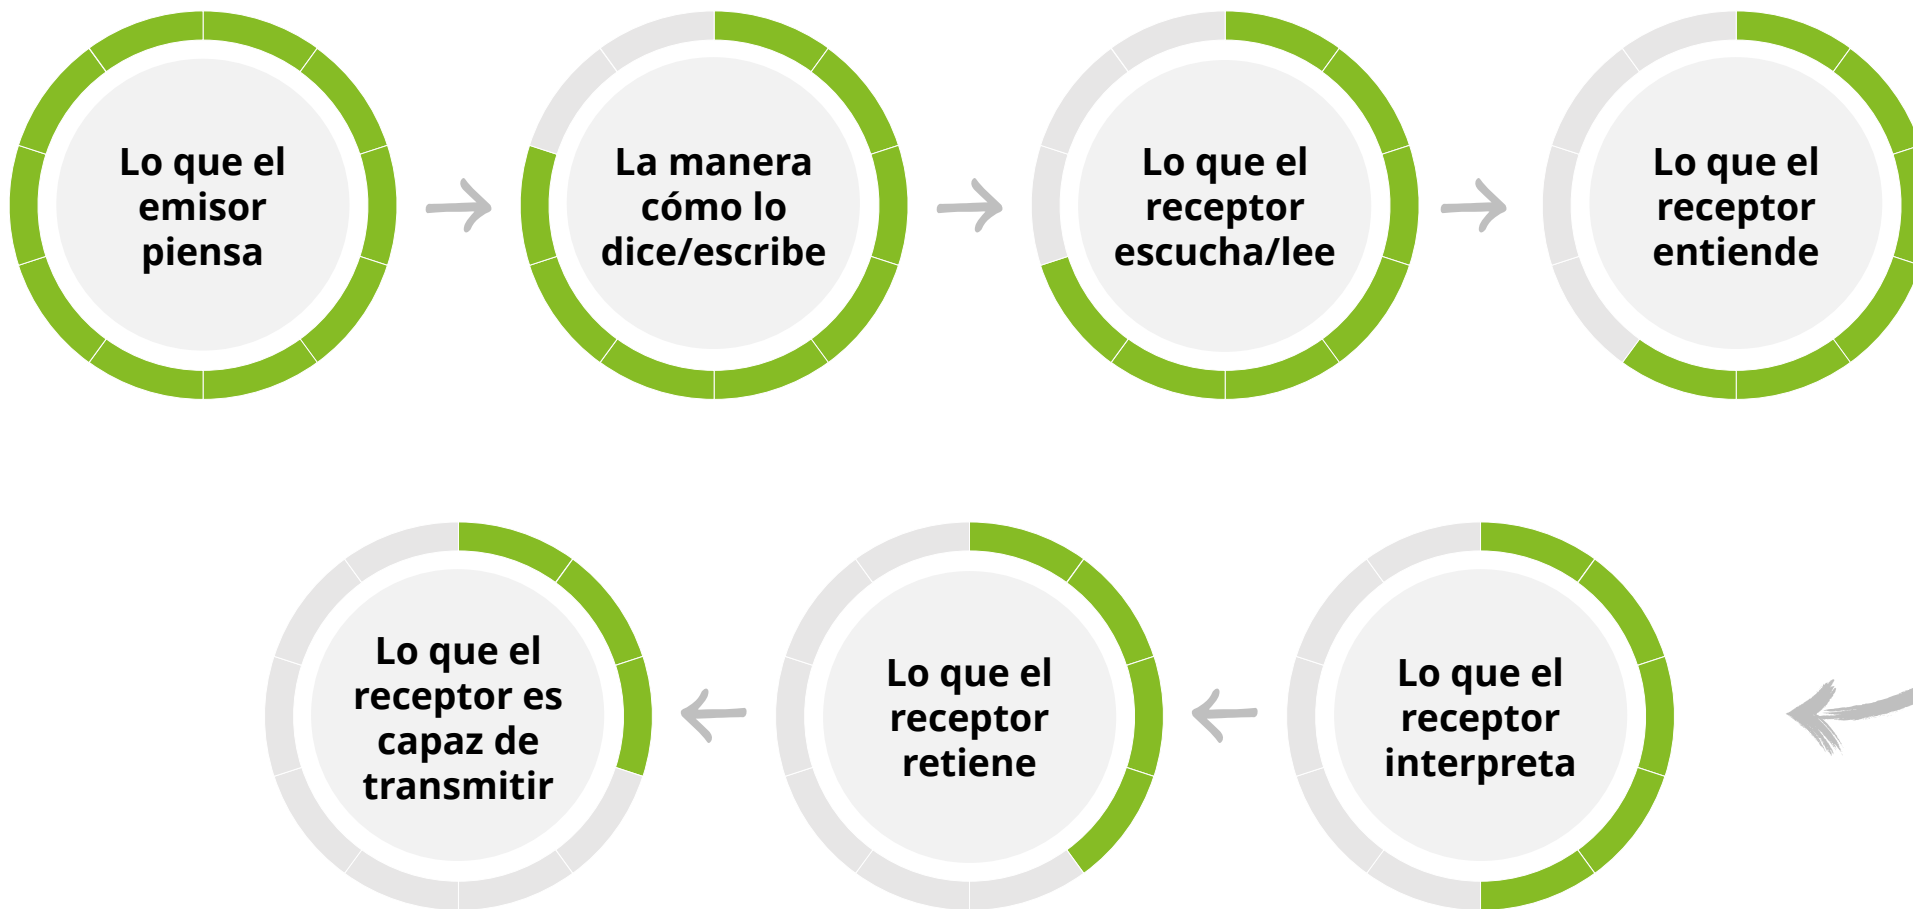 Lo que el
emisor
piensa
La manera
cómo lo
dice/escribe
Lo que el
receptor
escucha/lee
Lo que el
receptor
entiende
Lo que el
receptor
interpreta
Lo que el
receptor
retiene
Lo que el
receptor es
capaz de
transmitir